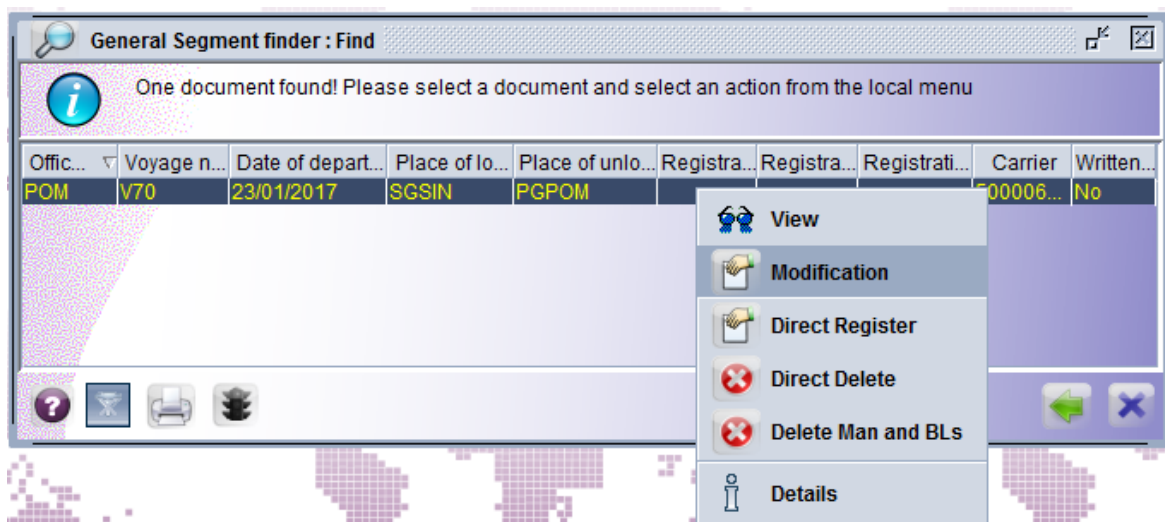 General Segment finder : Find
One document found! Please select a document and select an action from the local menu
Offic... Voyage n... Date of depart... Place of lo... Place of unlo... Registra... Registra... Registrati... Carrier Written...
POM V70 23/01/2017 SGSIN PGPOM 500006... No
View
Modification
Direct Register
Direct Delete
Delete Man and BLs
Details